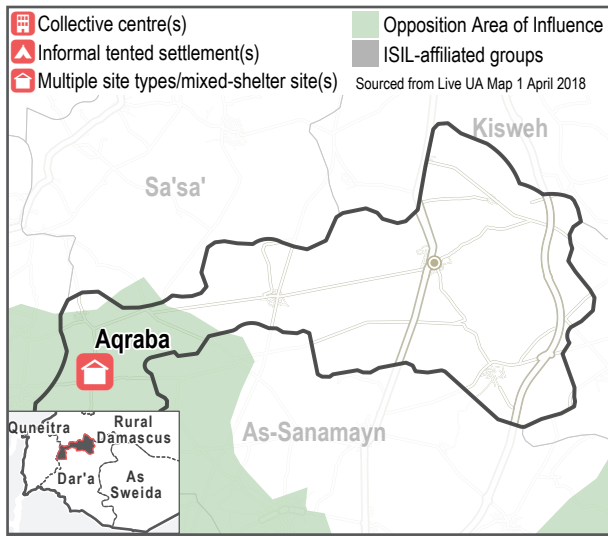 Collective centre(s)
Informal tented settlement(s)
Multiple site types/mixed-shelter site(s)
Opposition Area of Influence
ISIL-affiliated groups
Sourced from Live UA Map 1 April 2018
Kisweh
Sa'sa'
Aqraba
As-Sanamayn
Quneitra
Rural
Damascus
Dar'a
As
Sweida